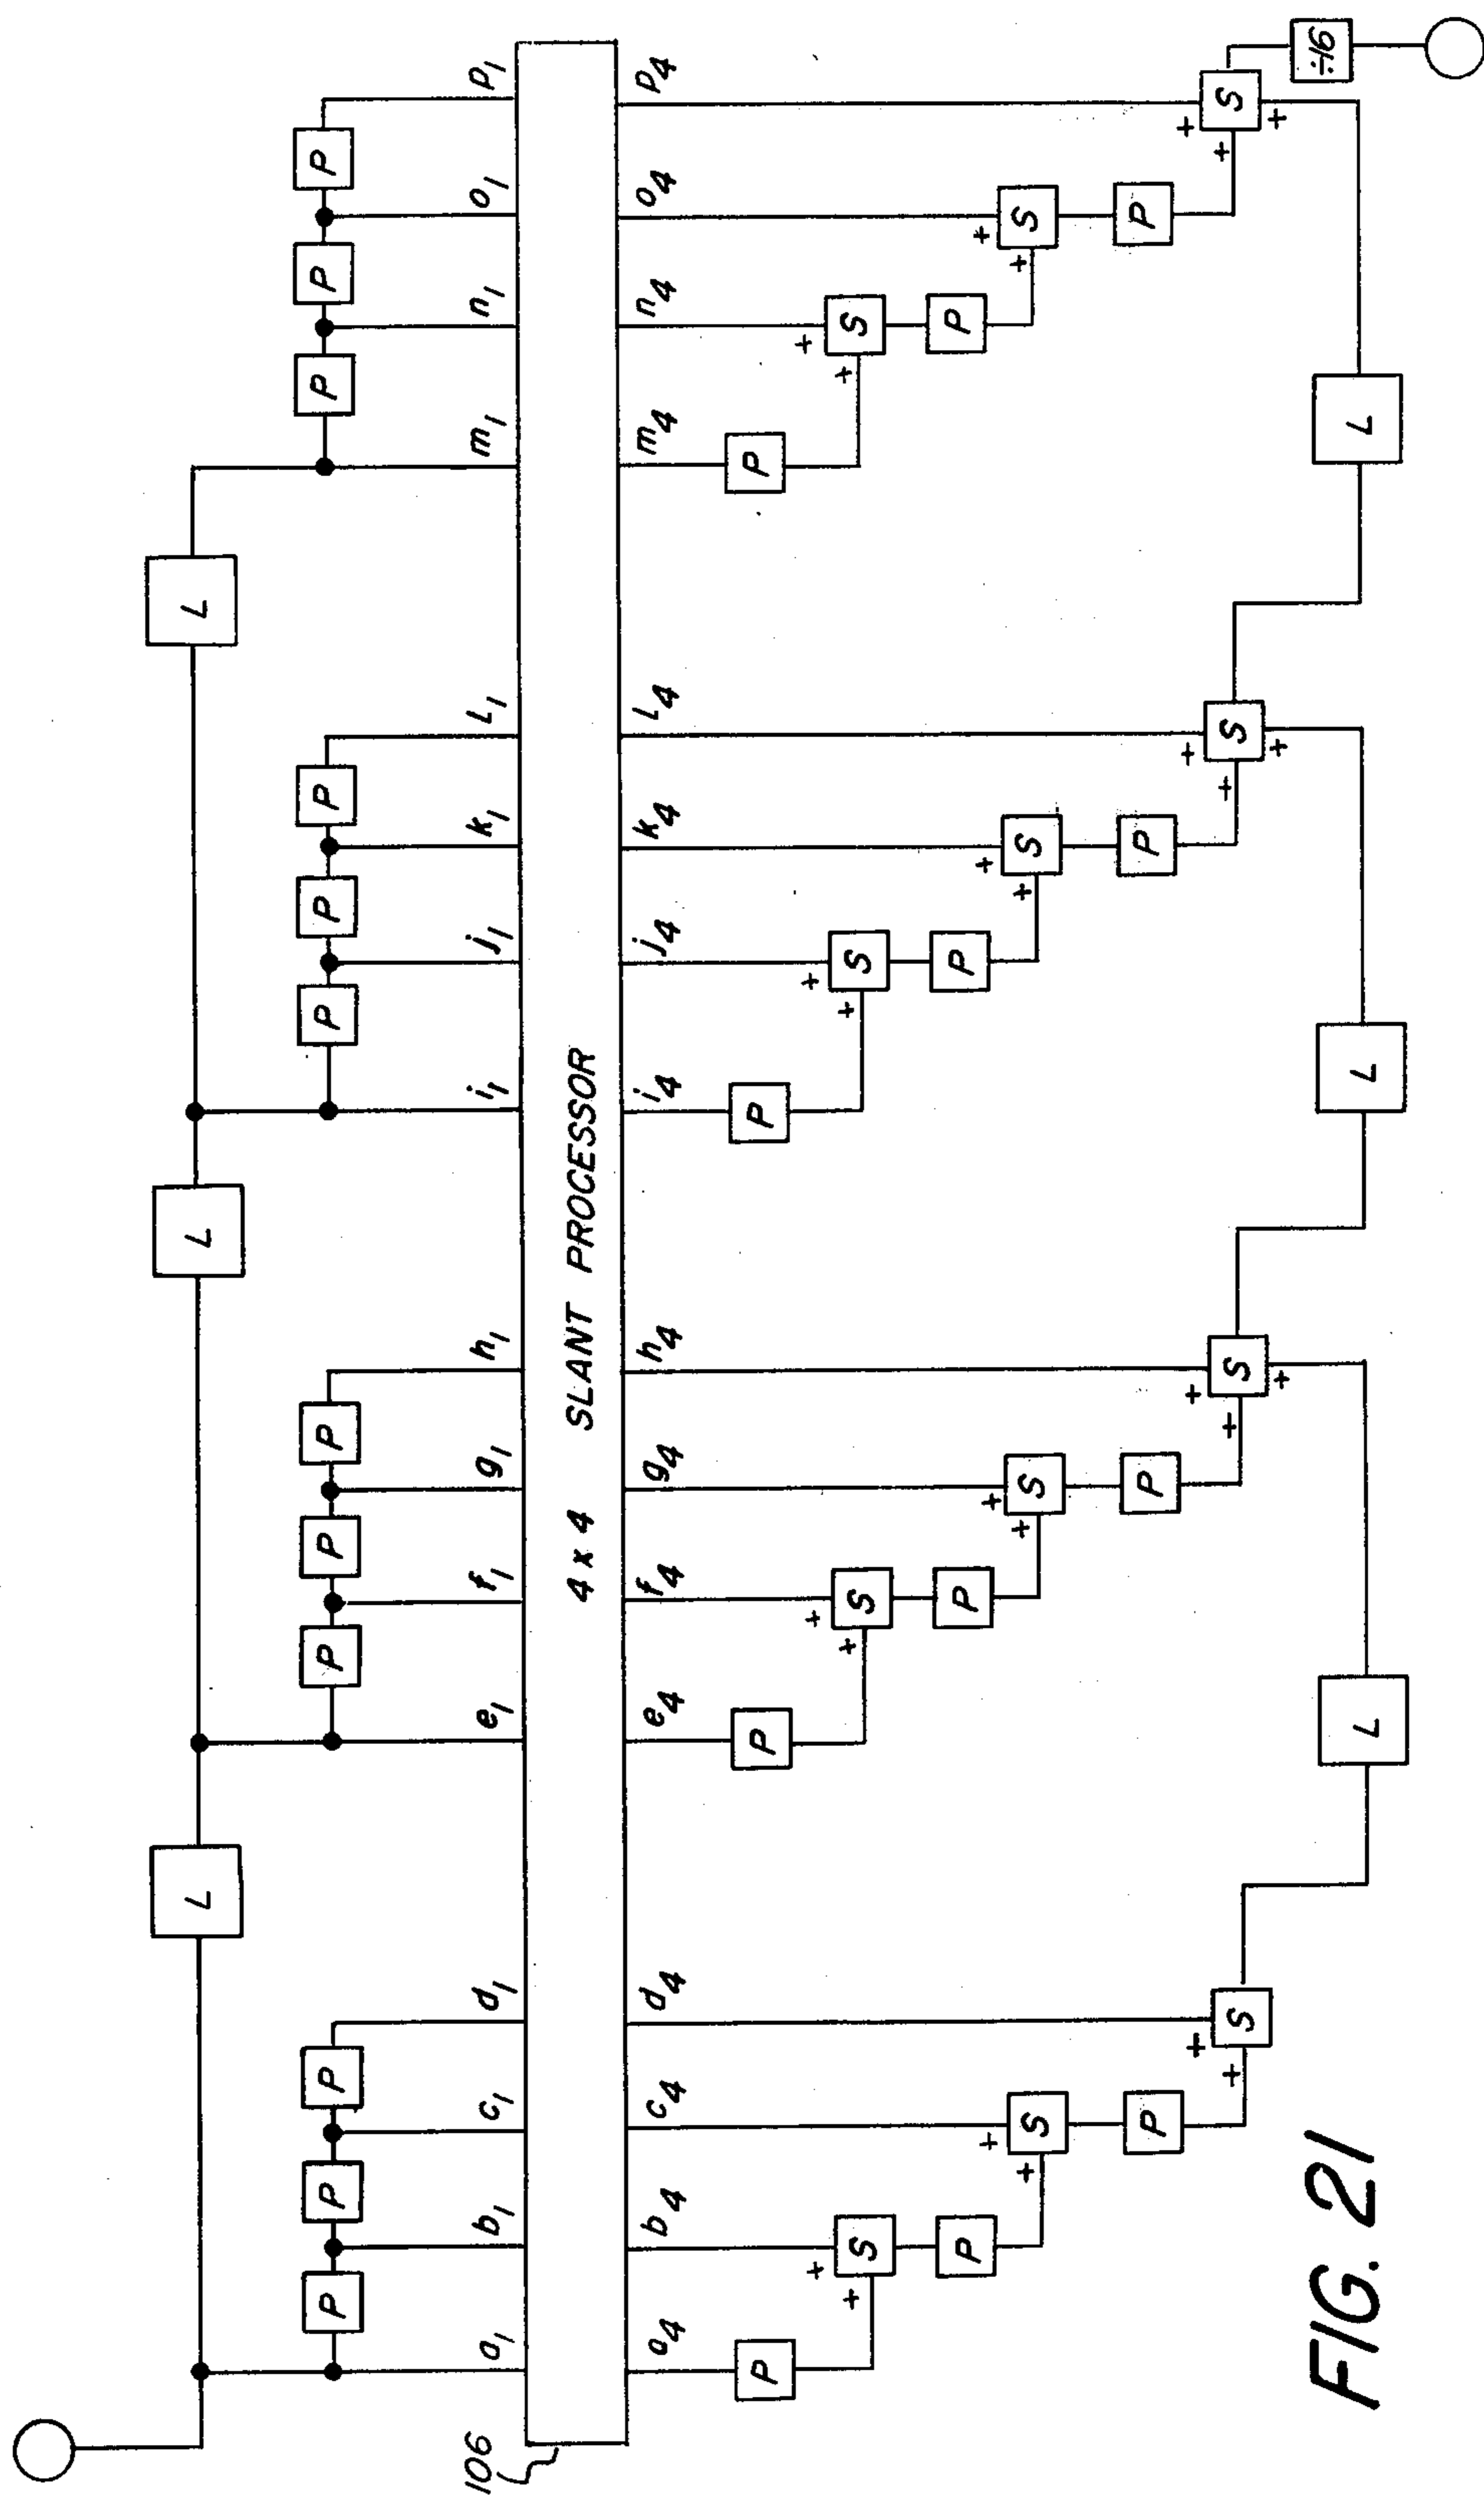 L L L
P P P P P P P P P P P P
a1 b1 c1 d1 e1 f1 g1 h1 i1 j1 k1 L1 m1 n1 o1 p1
106
4 x 4 SLANT PROCESSOR
a4 b4 c4 d4 e4 f4 g4 h4 i4 j4 k4 L4 m4 n4 o4 p4
P P P P
+ + S + + S + + S + + S
P P P P
+ + S + + S + + S + + S
P P P P
+ + S + + S + + + S + + + S +
÷16
L L L
FIG. 21